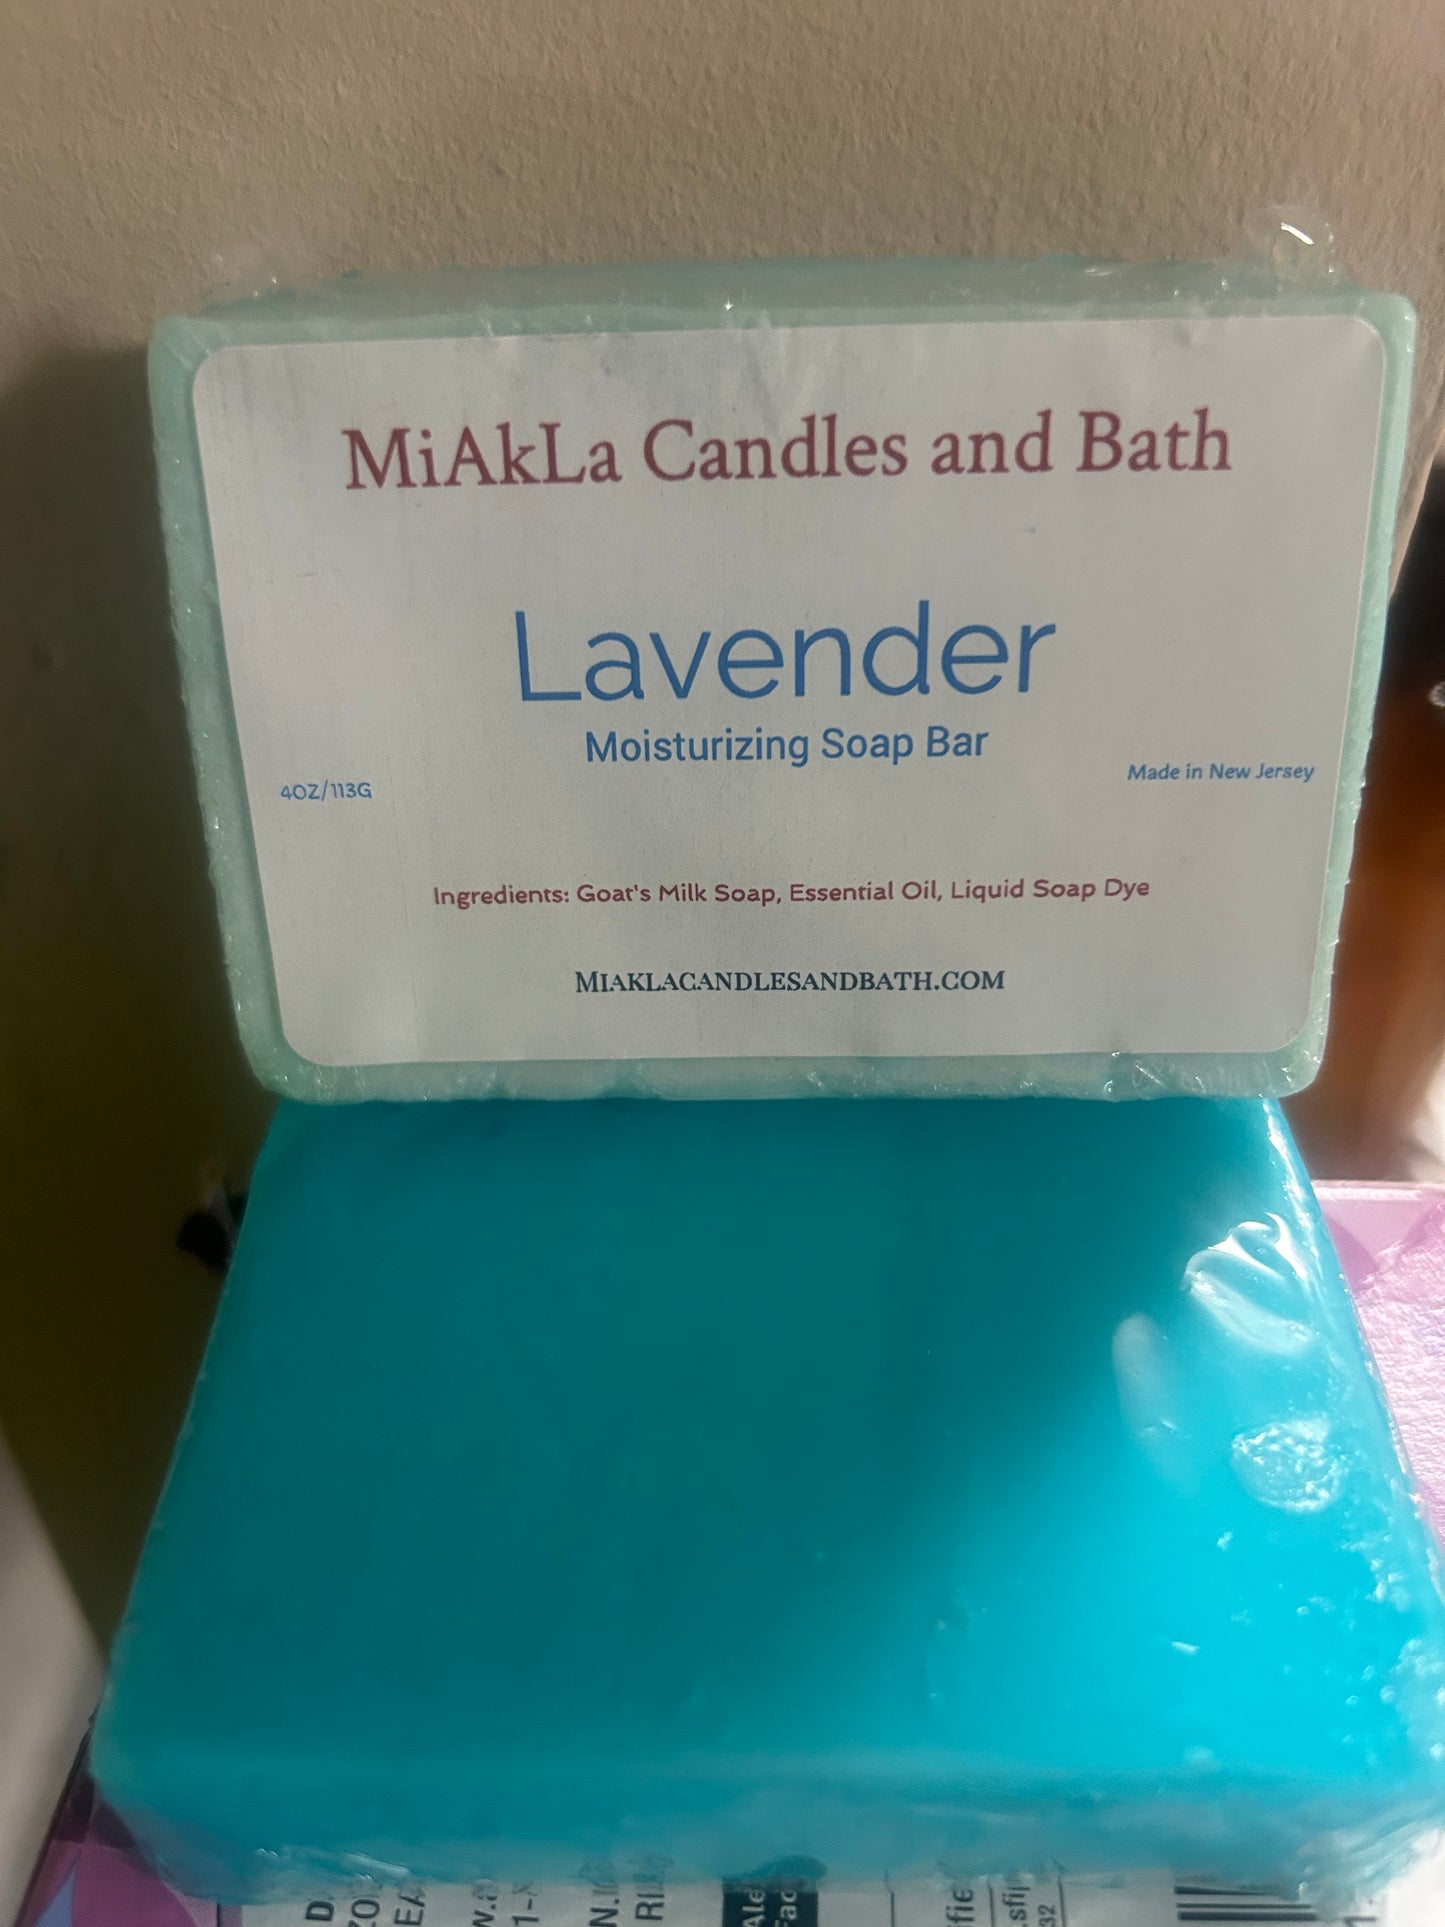 MiAkLa Candles and Bath
Lavender
Moisturizing Soap Bar
4OZ/113G
Made in New Jersey
Ingredients: Goat's Milk Soap, Essential Oil, Liquid Soap Dye
MIAKLACANDLESANDBATH.COM